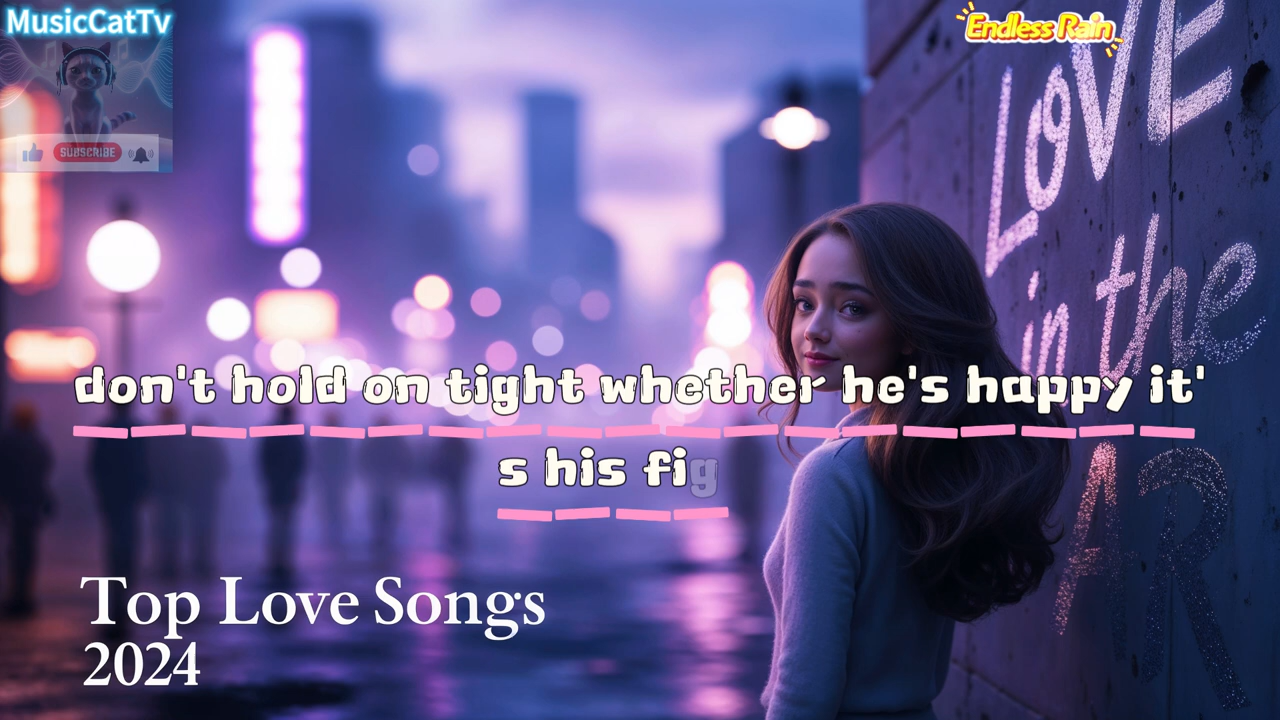 MusicCatTv
SUBSCRIBE
Endless Rain
LOVE
in the
AR
don't hold on tight whether he's happy it'
s his fig
Top Love Songs
2024